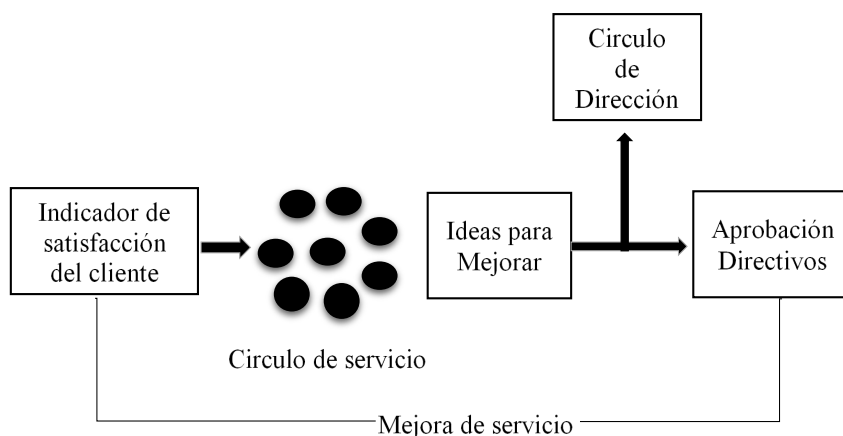 Circulo
de
Dirección
Indicador de
satisfacción
del cliente
Ideas para
Mejorar
Aprobación
Directivos
Circulo de servicio
Mejora de servicio